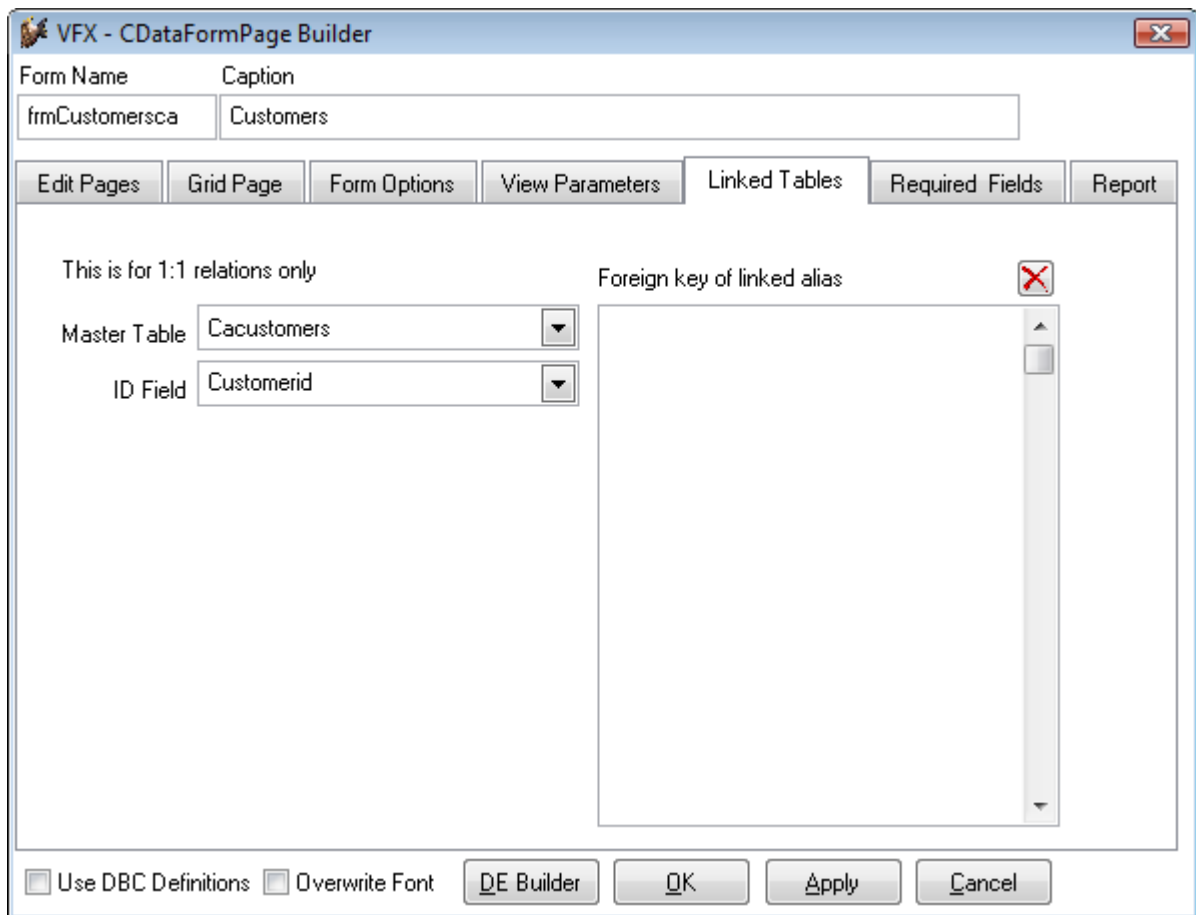 VFX - CDataFormPage Builder
Form Name Caption
frmCustomersca Customers
Edit Pages Grid Page Form Options View Parameters Linked Tables Required Fields Report
This is for 1:1 relations only
Foreign key of linked alias
Master Table Cacustomers
ID Field Customerid
Use DBC Definitions Overwrite Font DE Builder OK Apply Cancel